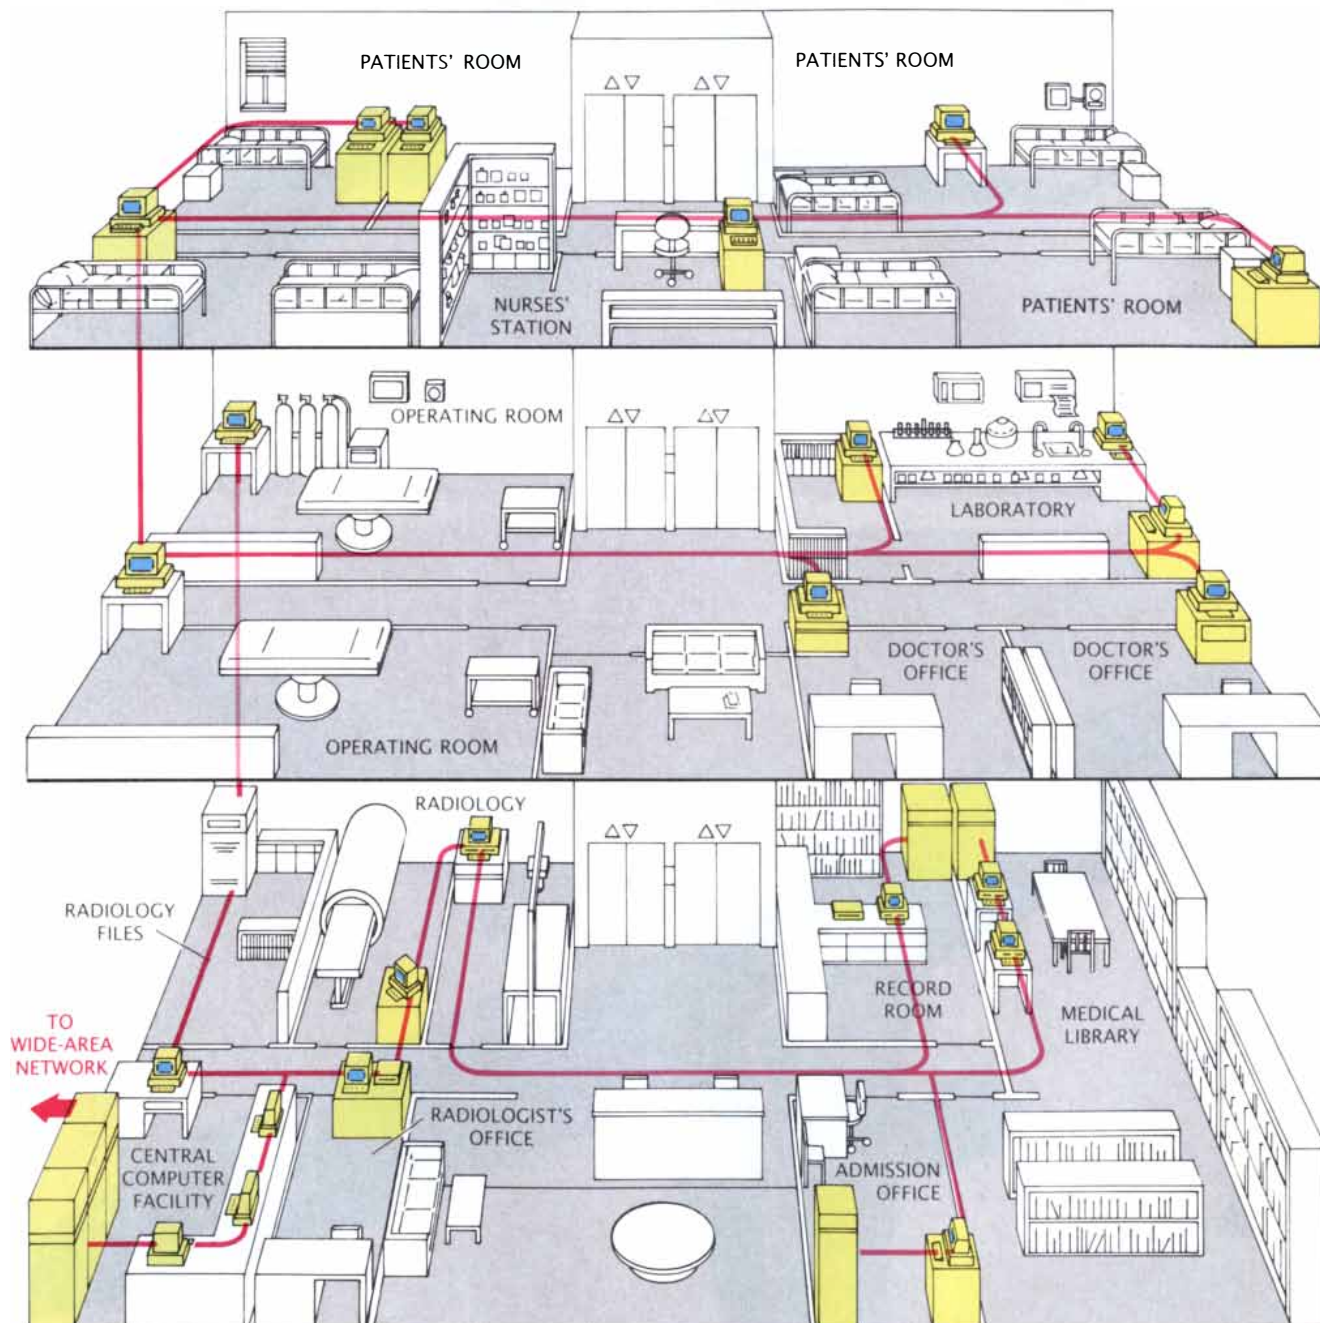 PATIENTS' ROOM
PATIENTS' ROOM
NURSES'
STATION
PATIENTS' ROOM
OPERATING ROOM
LABORATORY
DOCTOR'S
OFFICE
DOCTOR'S
OFFICE
OPERATING ROOM
RADIOLOGY
RADIOLOGY
FILES
RECORD
ROOM
MEDICAL
LIBRARY
TO
WIDE-AREA
NETWORK
RADIOLOGIST'S
OFFICE
CENTRAL
COMPUTER
FACILITY
ADMISSION
OFFICE